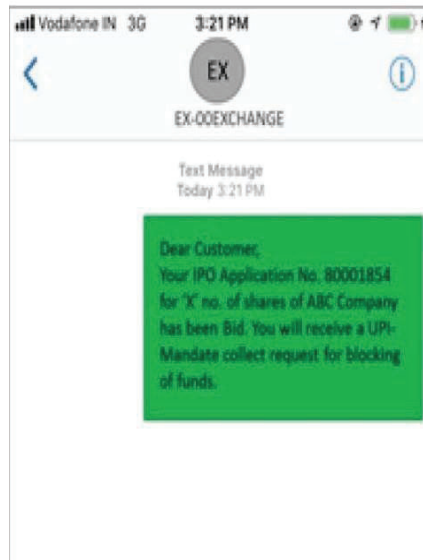 Vodafone IN 3G 3:21 PM
EX
EX-OOEXCHANGE
Text Message
Today 3:21 PM
Dear Customer,
Your IPO Application No. 80001854
for 'X' no. of shares of ABC Company
has been Bid. You will receive a UPI-
Mandate collect request for blocking
of funds.